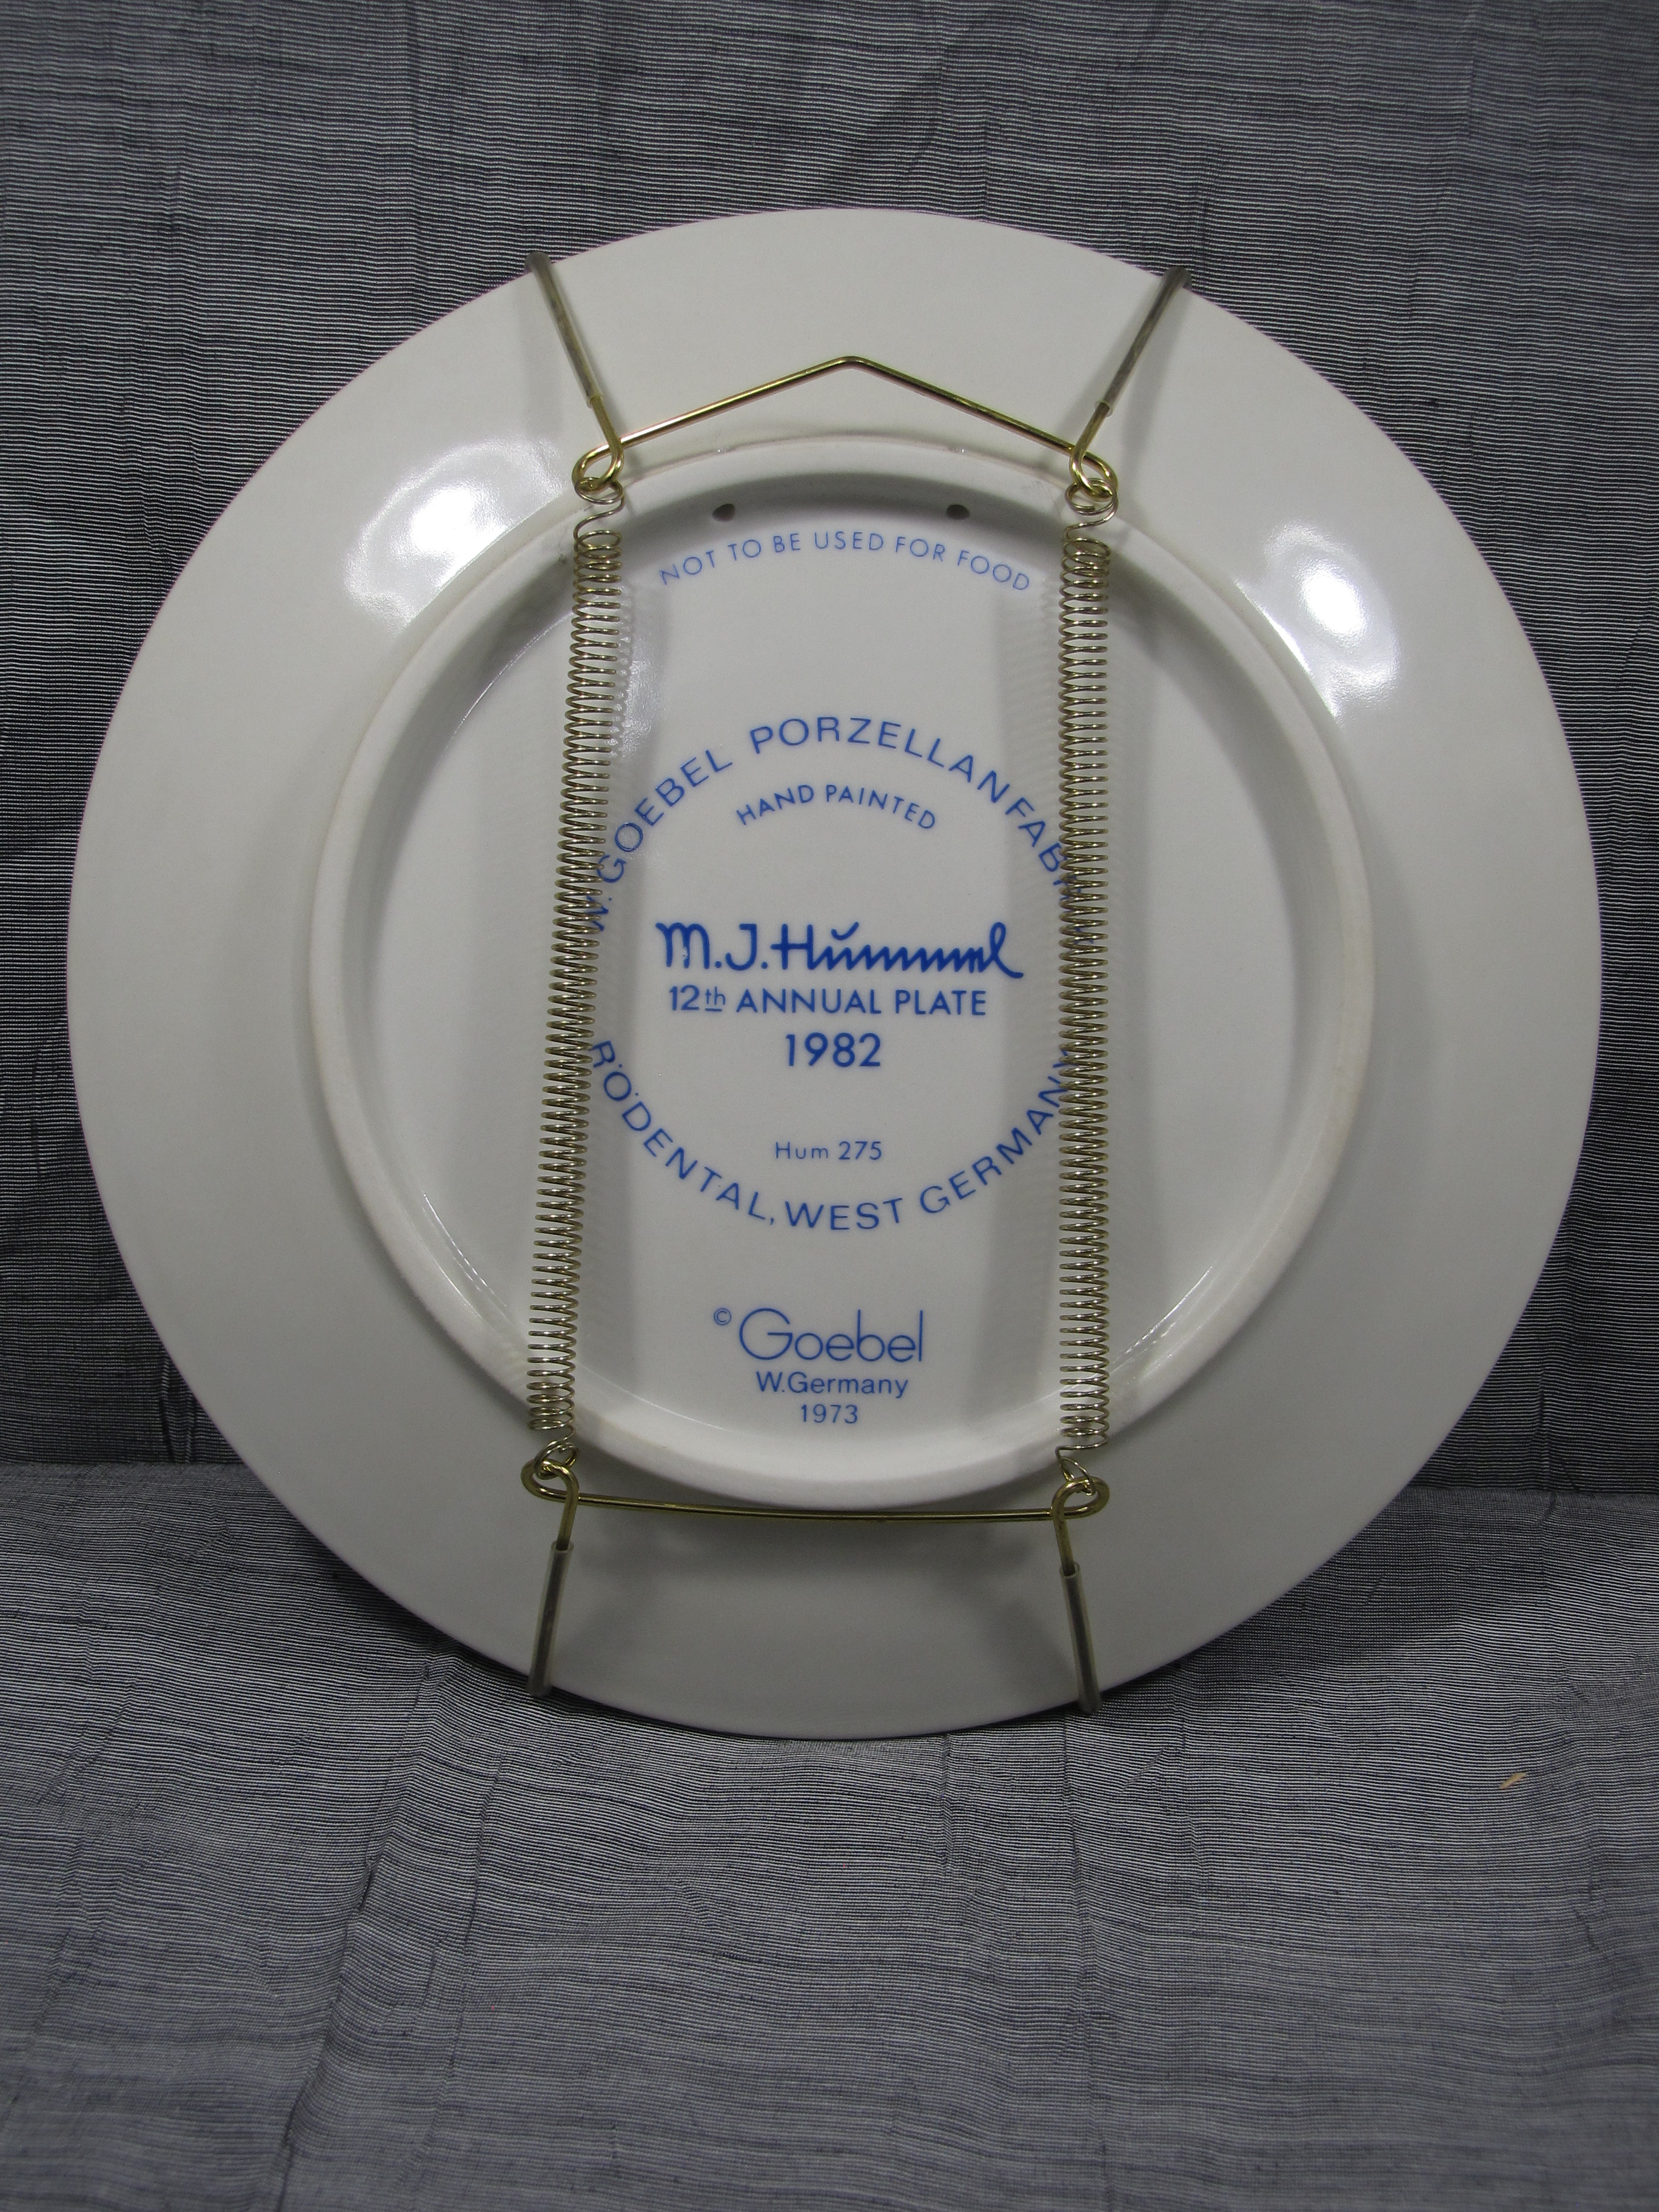 NOT TO BE USED FOR FOOD
W. GOEBEL PORZELLANFABRIK
HAND PAINTED
M.J.Hummel
12th ANNUAL PLATE
1982
Hum 275
RÖDENTAL, WEST GERMANY
© Goebel
W.Germany
1973